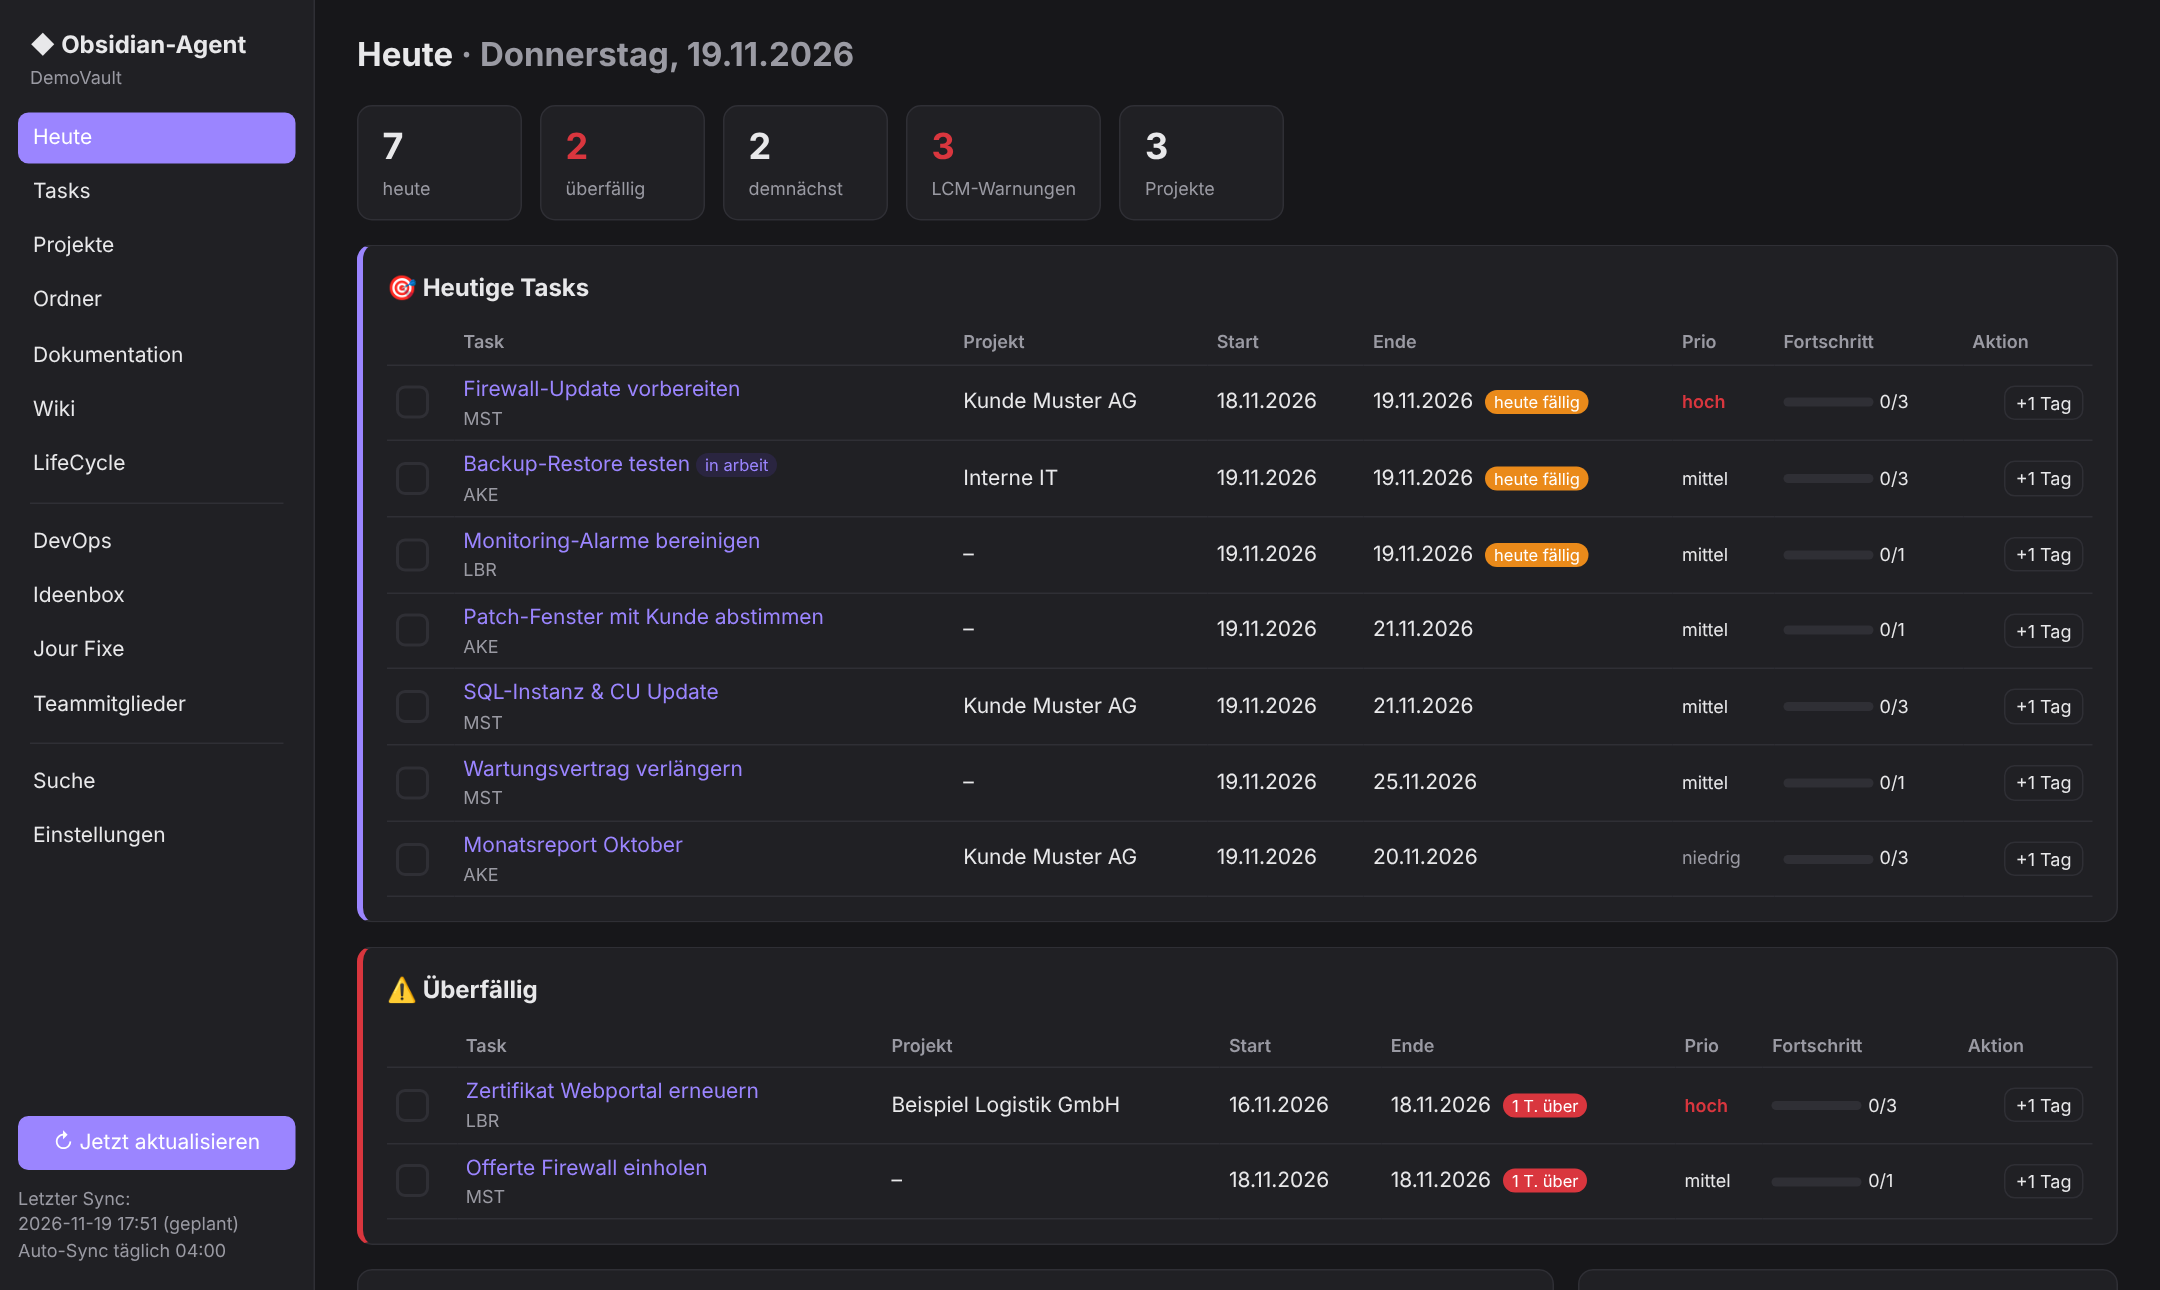 ◆ Obsidian-Agent
DemoVault
Heute
Tasks
Projekte
Ordner
Dokumentation
Wiki
LifeCycle
DevOps
Ideenbox
Jour Fixe
Teammitglieder
Suche
Einstellungen
↻ Jetzt aktualisieren
Letzter Sync:
2026-11-19 17:51 (geplant)
Auto-Sync täglich 04:00
Heute · Donnerstag, 19.11.2026
7
heute
2
überfällig
2
demnächst
3
LCM-Warnungen
3
Projekte
🎯 Heutige Tasks
Task Projekt Start Ende Prio Fortschritt Aktion
Firewall-Update vorbereiten
MST
Kunde Muster AG 18.11.2026 19.11.2026 heute fällig hoch 0/3 +1 Tag
Backup-Restore testen in arbeit
AKE
Interne IT 19.11.2026 19.11.2026 heute fällig mittel 0/3 +1 Tag
Monitoring-Alarme bereinigen
LBR
– 19.11.2026 19.11.2026 heute fällig mittel 0/1 +1 Tag
Patch-Fenster mit Kunde abstimmen
AKE
– 19.11.2026 21.11.2026 mittel 0/1 +1 Tag
SQL-Instanz & CU Update
MST
Kunde Muster AG 19.11.2026 21.11.2026 mittel 0/3 +1 Tag
Wartungsvertrag verlängern
MST
– 19.11.2026 25.11.2026 mittel 0/1 +1 Tag
Monatsreport Oktober
AKE
Kunde Muster AG 19.11.2026 20.11.2026 niedrig 0/3 +1 Tag
⚠️ Überfällig
Task Projekt Start Ende Prio Fortschritt Aktion
Zertifikat Webportal erneuern
LBR
Beispiel Logistik GmbH 16.11.2026 18.11.2026 1 T. über hoch 0/3 +1 Tag
Offerte Firewall einholen
MST
– 18.11.2026 18.11.2026 1 T. über mittel 0/1 +1 Tag